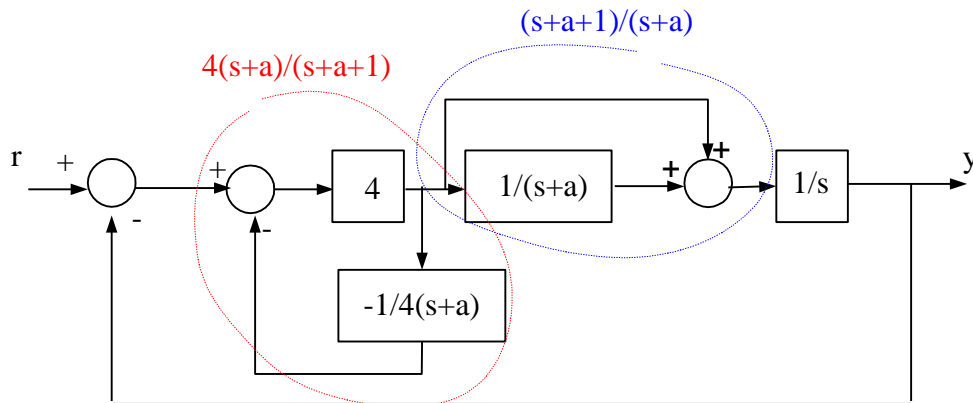 (s+a+1)/(s+a)
4(s+a)/(s+a+1)
r
+
-
+
-
4
1/(s+a)
+
+
1/s
y
-1/4(s+a)